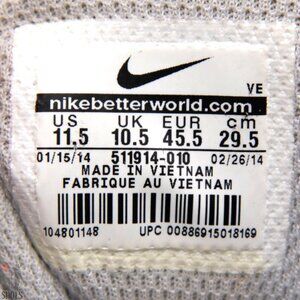 VE
nikebetterworld.com
US UK EUR cm
11.5 10.5 45.5 29.5
01/15/14 511914-010 02/26/14
MADE IN VIETNAM
FABRIQUE AU VIETNAM
104801148 UPC 00886915018169